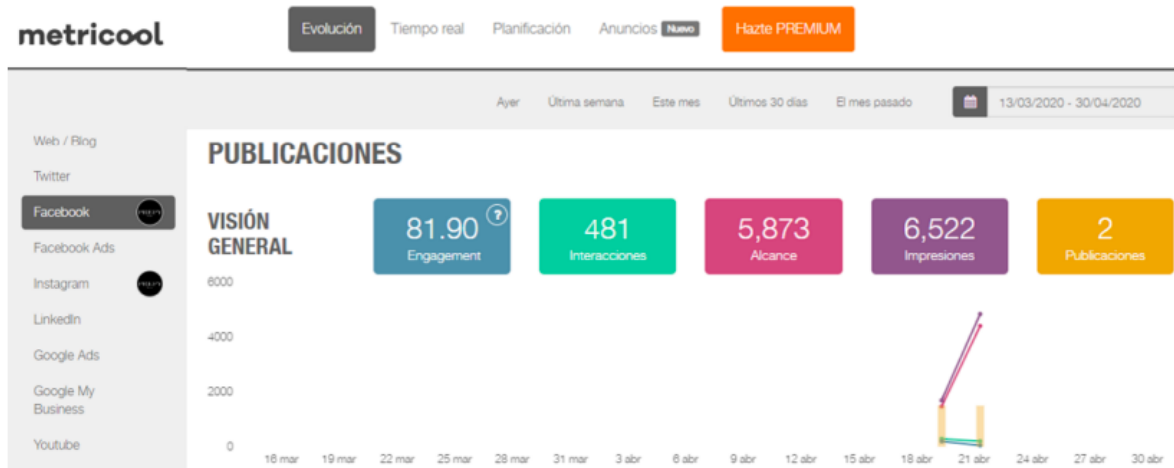 metricool
Evolución Tiempo real Planificación Anuncios Nuevo Hazte PREMIUM
Ayer Última semana Este mes Últimos 30 días El mes pasado 13/03/2020 - 30/04/2020
Web / Blog
Twitter
Facebook
Facebook Ads
Instagram
LinkedIn
Google Ads
Google My
Business
Youtube
PUBLICACIONES
VISIÓN
GENERAL
81.90 ?
Engagement
481
Interacciones
5,873
Alcance
6,522
Impresiones
2
Publicaciones
6000
4000
2000
0
16 mar 19 mar 22 mar 25 mar 28 mar 31 mar 3 abr 6 abr 9 abr 12 abr 15 abr 18 abr 21 abr 24 abr 27 abr 30 abr